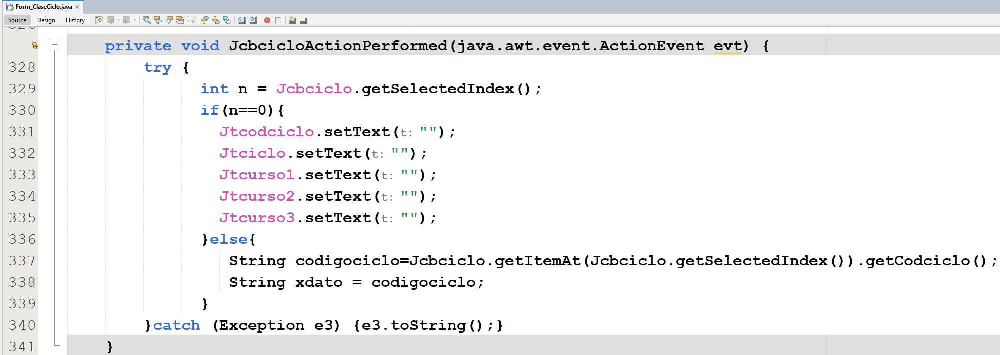 Form_ClaseCiclo.java
Source Design History
private void JcbcicloActionPerformed(java.awt.event.ActionEvent evt) {
328 try {
329 int n = Jcbciclo.getSelectedIndex();
330 if(n==0){
331 Jtcodciclo.setText(t: "");
332 Jtciclo.setText(t: "");
333 Jtcurso1.setText(t: "");
334 Jtcurso2.setText(t: "");
335 Jtcurso3.setText(t: "");
336 }else{
337 String codigociclo=Jcbciclo.getItemAt(Jcbciclo.getSelectedIndex()).getCodciclo();
338 String xdato = codigociclo;
339 }
340 }catch (Exception e3) {e3.toString();}
341 }